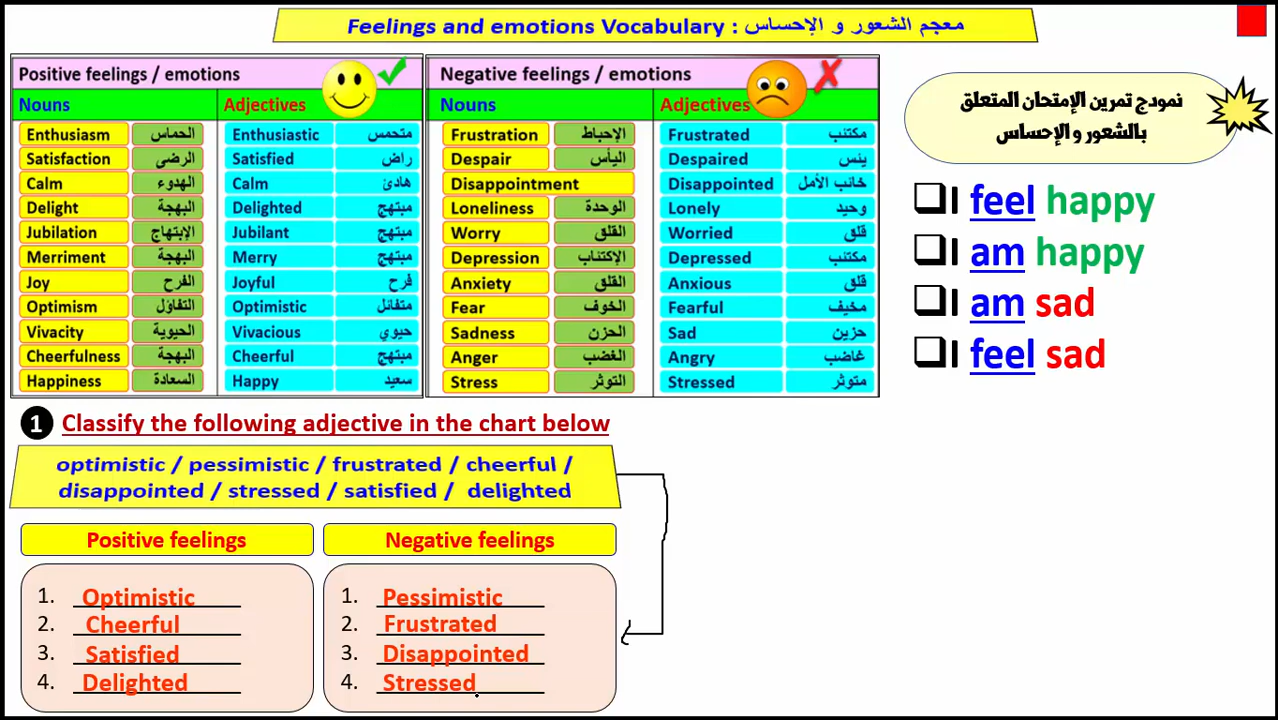 Feelings and emotions Vocabulary : معجم الشعور و الإحساس
Positive feelings / emotions
Nouns Adjectives
Enthusiasm الحماس Enthusiastic متحمس
Satisfaction الرضى Satisfied راض
Calm الهدوء Calm هادئ
Delight البهجة Delighted مبتهج
Jubilation الإبتهاج Jubilant مبتهج
Merriment البهجة Merry مبتهج
Joy الفرح Joyful فرح
Optimism التفاؤل Optimistic متفائل
Vivacity الحيوية Vivacious حيوي
Cheerfulness البهجة Cheerful مبتهج
Happiness السعادة Happy سعيد
Negative feelings / emotions
Nouns Adjectives
Frustration الإحباط Frustrated مكتئب
Despair اليأس Despaired يئس
Disappointment Disappointed خائب الأمل
Loneliness الوحدة Lonely وحيد
Worry القلق Worried قلق
Depression الإكتئاب Depressed مكتئب
Anxiety القلق Anxious قلق
Fear الخوف Fearful مخيف
Sadness الحزن Sad حزين
Anger الغضب Angry غاضب
Stress التوثر Stressed متوثر
نموذج تمرين الإمتحان المتعلق
بالشعور و الإحساس
I feel happy
I am happy
I am sad
I feel sad
1 Classify the following adjective in the chart below
optimistic / pessimistic / frustrated / cheerful /
disappointed / stressed / satisfied / delighted
Positive feelings
1. Optimistic
2. Cheerful
3. Satisfied
4. Delighted
Negative feelings
1. Pessimistic
2. Frustrated
3. Disappointed
4. Stressed